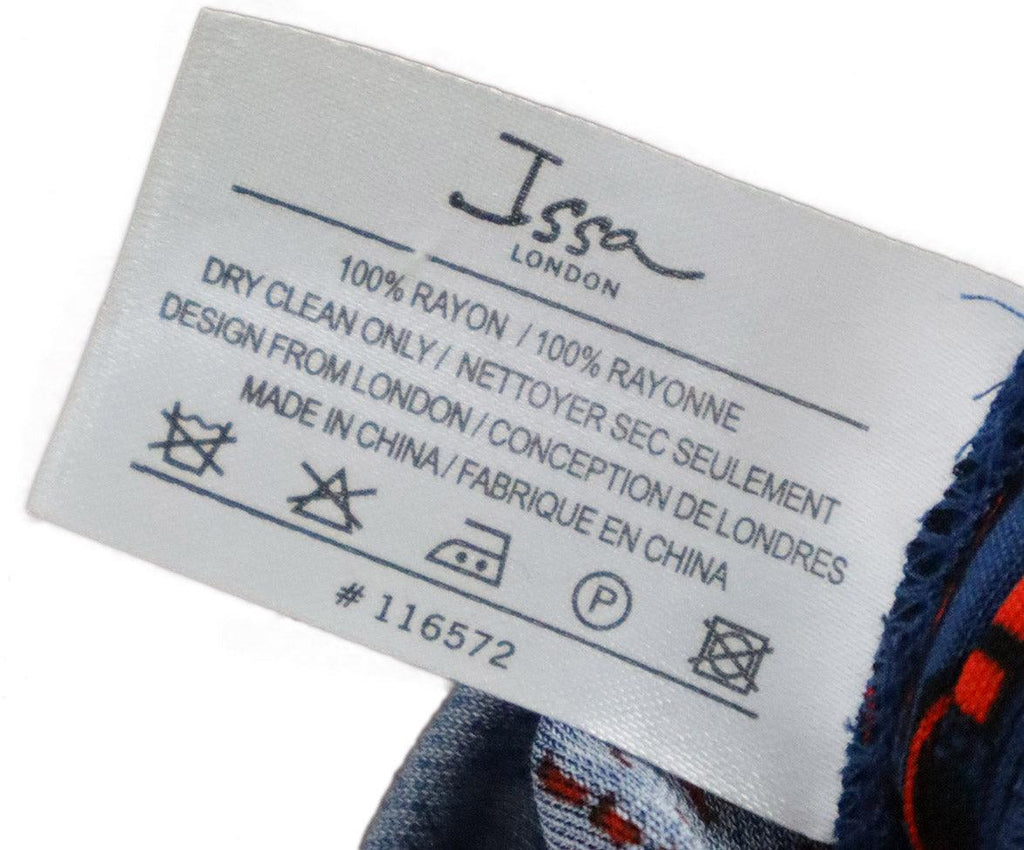 Issa
LONDON
100% RAYON / 100% RAYONNE
DRY CLEAN ONLY / NETTOYER SEC SEULEMENT
DESIGN FROM LONDON / CONCEPTION DE LONDRES
MADE IN CHINA / FABRIQUE EN CHINA
P
# 116572